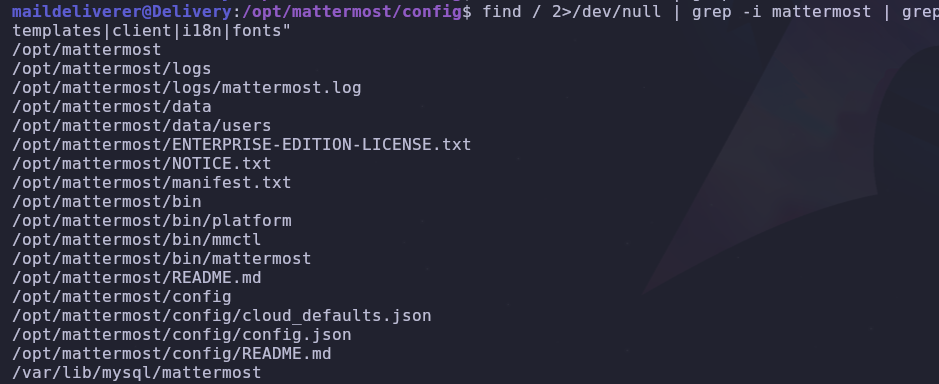 maildeliverer@Delivery:/opt/mattermost/config$ find / 2>/dev/null | grep -i mattermost | grep
templates|client|i18n|fonts"
/opt/mattermost
/opt/mattermost/logs
/opt/mattermost/logs/mattermost.log
/opt/mattermost/data
/opt/mattermost/data/users
/opt/mattermost/ENTERPRISE-EDITION-LICENSE.txt
/opt/mattermost/NOTICE.txt
/opt/mattermost/manifest.txt
/opt/mattermost/bin
/opt/mattermost/bin/platform
/opt/mattermost/bin/mmctl
/opt/mattermost/bin/mattermost
/opt/mattermost/README.md
/opt/mattermost/config
/opt/mattermost/config/cloud_defaults.json
/opt/mattermost/config/config.json
/opt/mattermost/config/README.md
/var/lib/mysql/mattermost